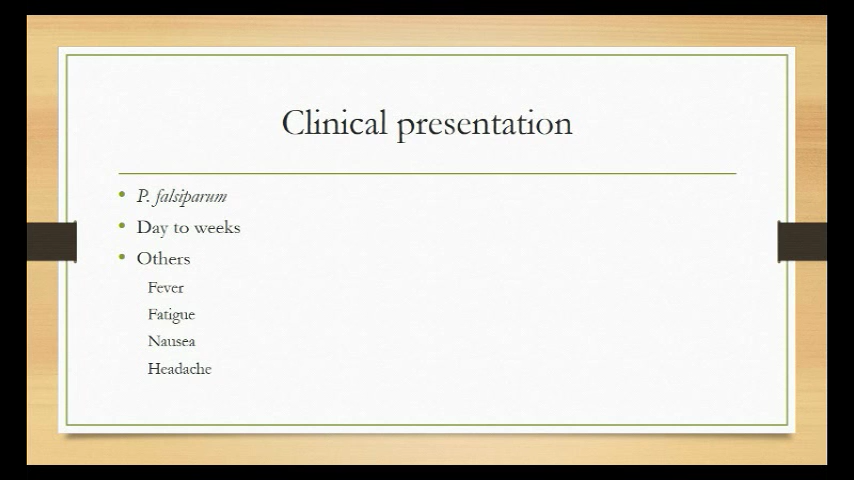 Clinical presentation
P. falsiparum
Day to weeks
Others
Fever
Fatigue
Nausea
Headache